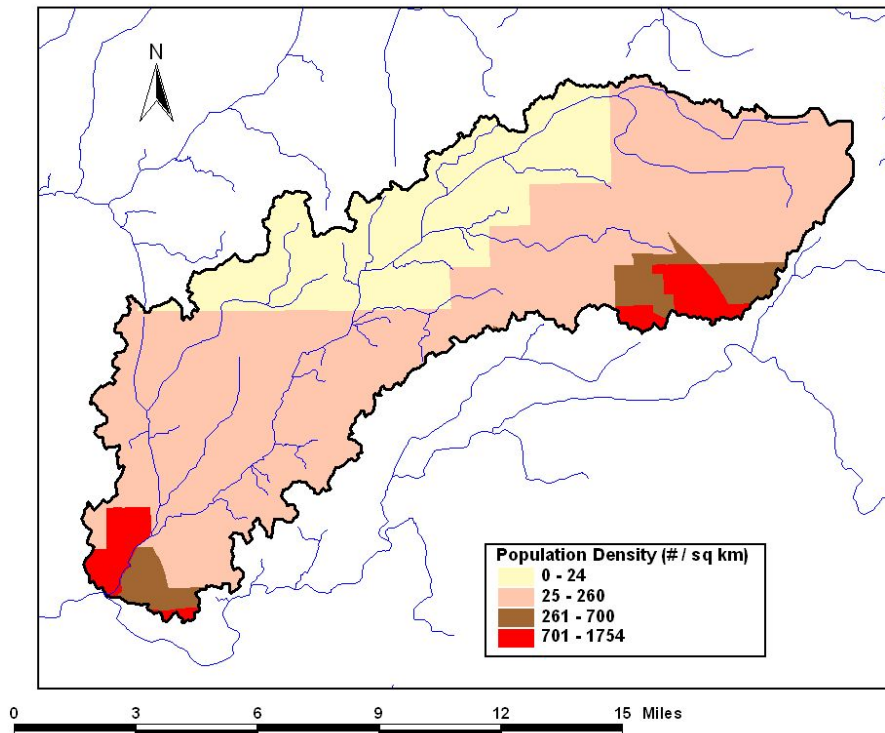 N
Population Density (# / sq km)
0 - 24
25 - 260
261 - 700
701 - 1754
0 3 6 9 12 15 Miles